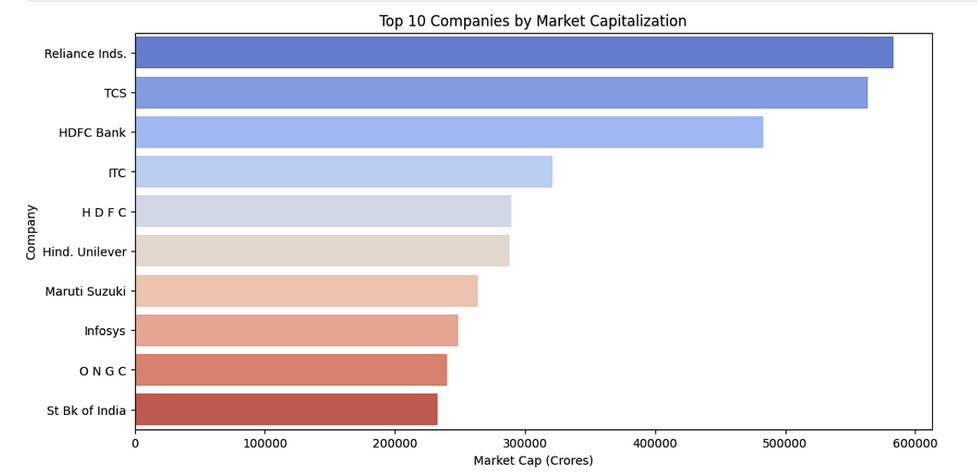 Top 10 Companies by Market Capitalization
Reliance Inds.
TCS
HDFC Bank
ITC
H D F C
Hind. Unilever
Maruti Suzuki
Infosys
O N G C
St Bk of India
Company
0 100000 200000 300000 400000 500000 600000
Market Cap (Crores)